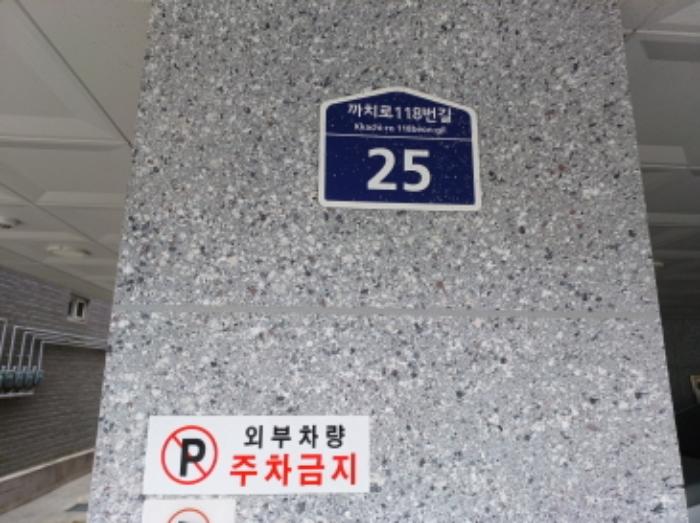 까치로118번길
Kkachi-ro 118beon-gil
25
P
외부차량
주차금지